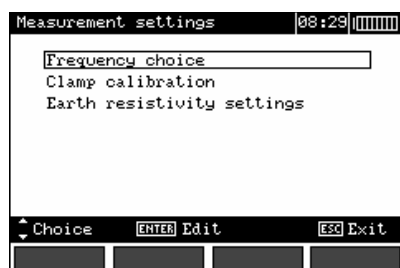 Measurement settings 08:29
Frequency choice
Clamp calibration
Earth resistivity settings
Choice ENTER Edit ESC Exit